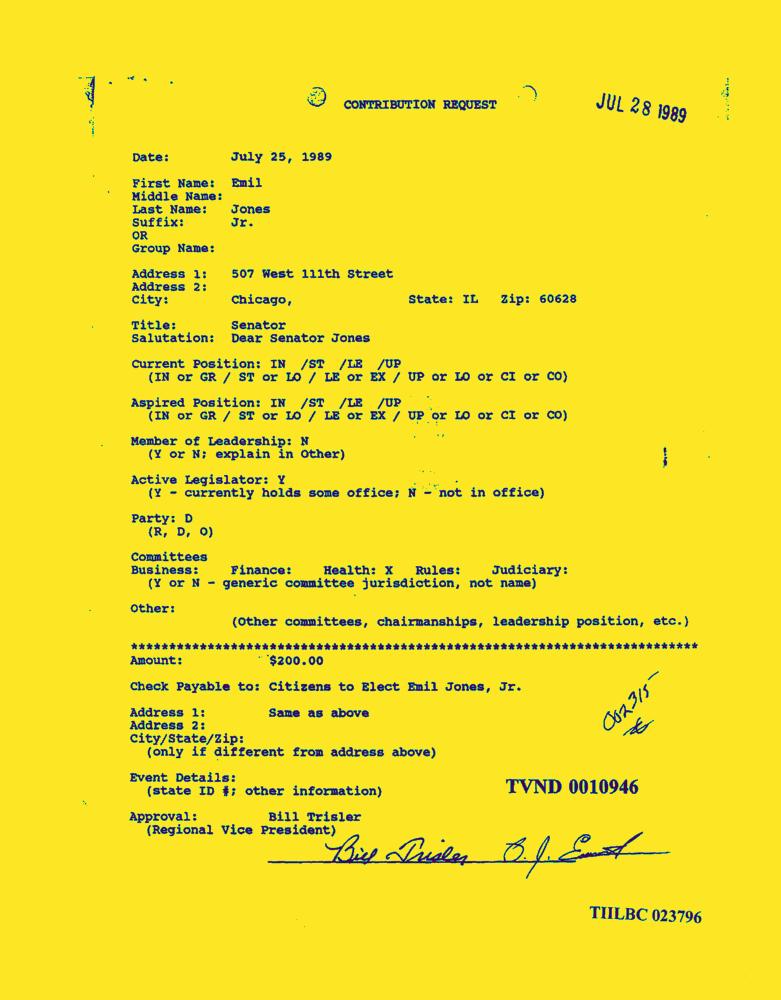 CONTRIBUTION REQUEST
JUL 28 1989
Date: July 25, 1989
First Name: Emil
Middle Name:
Last Name: Jones
Suffix: Jr.
OR
Group Name:
Address 1: 507 West 111th Street
Address 2:
City: Chicago, State: IL Zip: 60628
Title: Senator
Salutation: Dear Senator Jones
Current Position: IN /ST /LE /UP
(IN or GR / ST or LO / LE or EX / UP or LO or CI or CO)
Aspired Position: IN /ST /LE /UP
(IN or GR / ST or LO / LE or EX / UP or LO or CI or CO)
Member of Leadership: N
(Y or N; explain in Other)
Active Legislator: Y
(Y - currently holds some office; N - not in office)
Party: D
(R, D, O)
Committees
Business: Finance: Health: X Rules: Judiciary:
(Y or N - generic committee jurisdiction, not name)
Other:
(Other committees, chairmanships, leadership position, etc.)
**************************************************************************
Amount: $200.00
Check Payable to: Citizens to Elect Emil Jones, Jr.
002315
Address 1: Same as above
Address 2:
City/State/Zip:
(only if different from address above)
Event Details:
(state ID #; other information)
TVND 0010946
Approval: Bill Trisler
(Regional Vice President)
Bill Trisler B.J.
TIILBC 023796